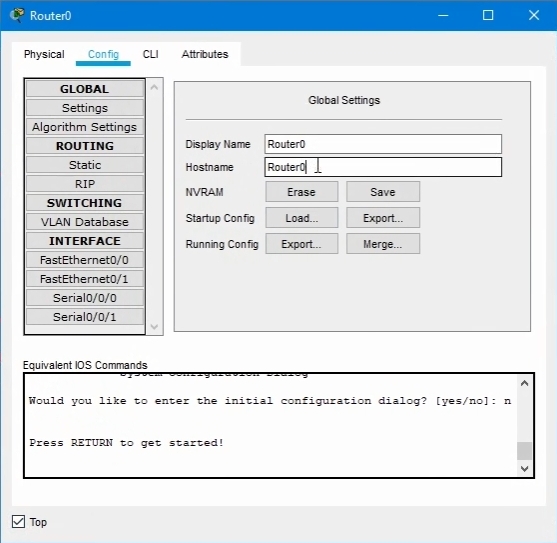 Router0
Physical Config CLI Attributes
GLOBAL
Settings
Algorithm Settings
ROUTING
Static
RIP
SWITCHING
VLAN Database
INTERFACE
FastEthernet0/0
FastEthernet0/1
Serial0/0/0
Serial0/0/1
Global Settings
Display Name Router0
Hostname Router0
NVRAM Erase Save
Startup Config Load... Export...
Running Config Export... Merge...
Equivalent IOS Commands
System Configuration Dialog
Would you like to enter the initial configuration dialog? [yes/no]: n
Press RETURN to get started!
Top